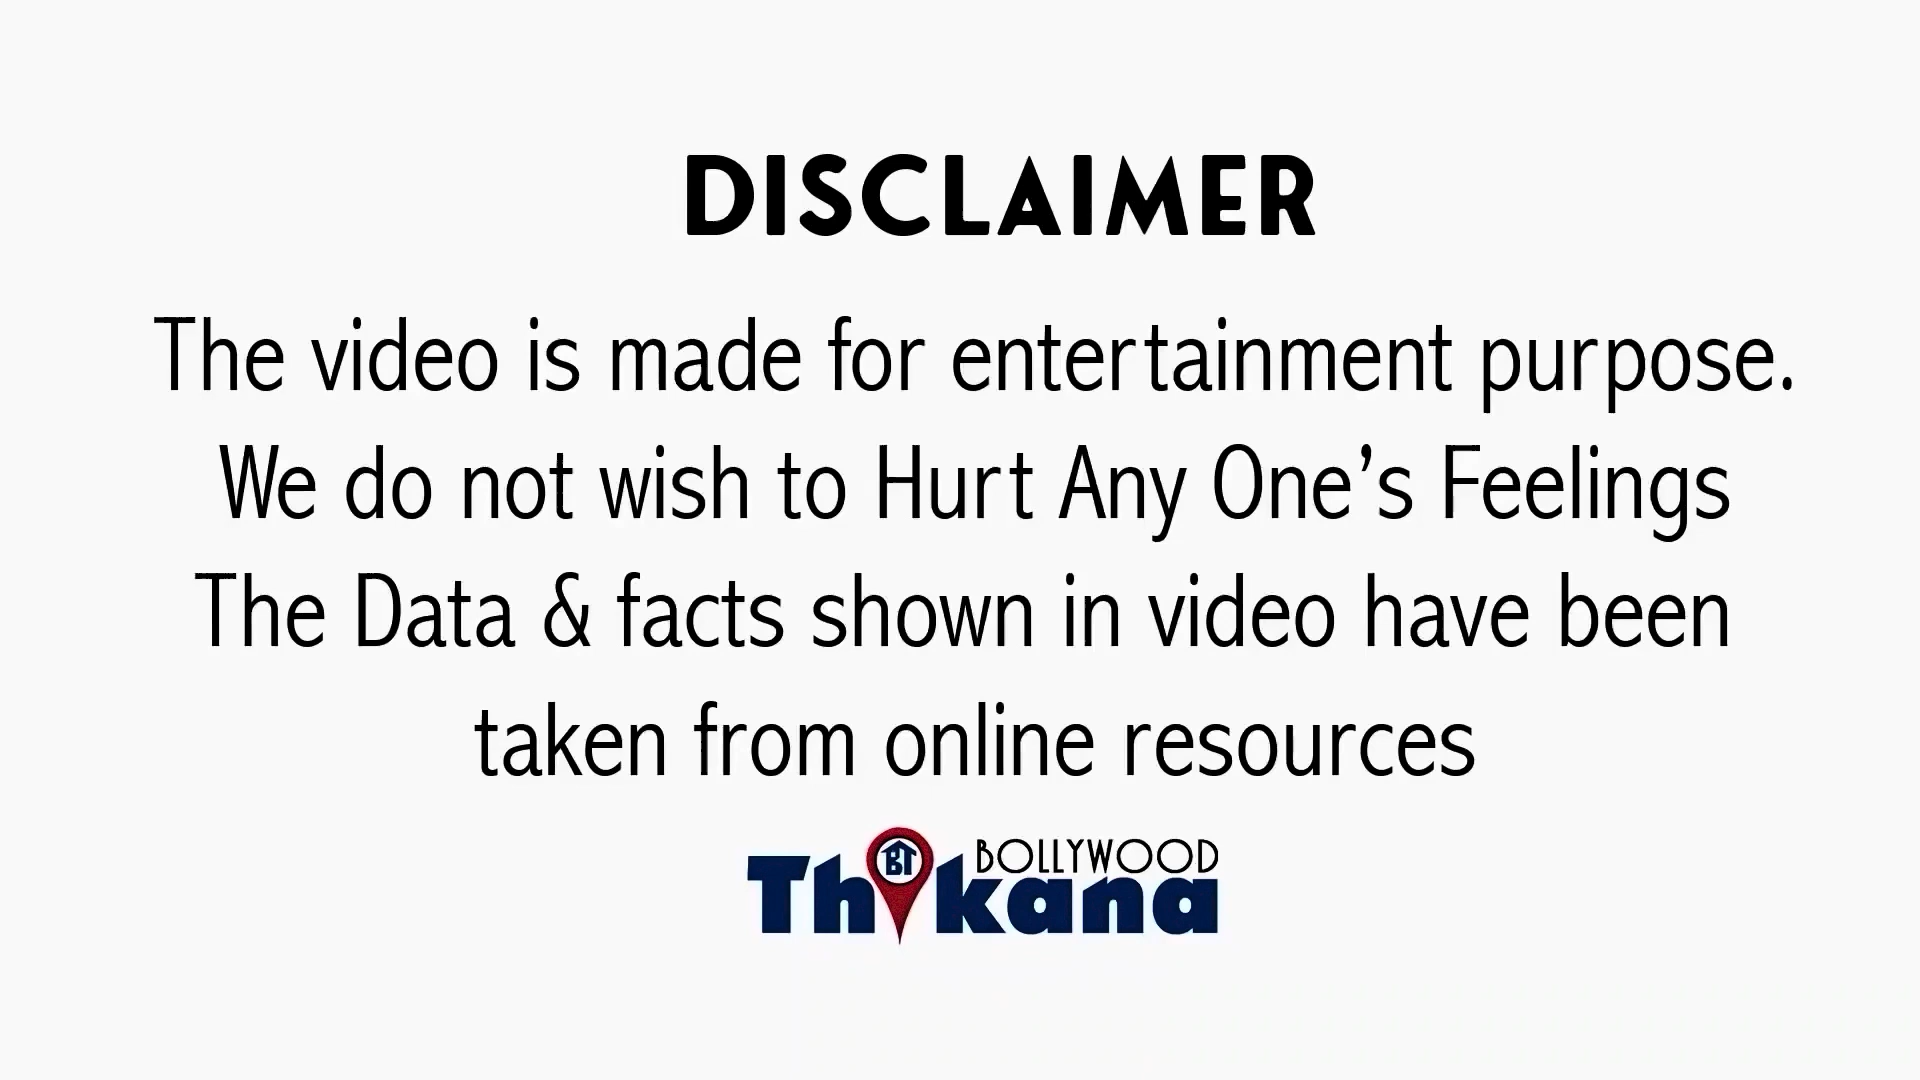 DISCLAIMER
The video is made for entertainment purpose.
We do not wish to Hurt Any One’s Feelings
The Data & facts shown in video have been
taken from online resources
BOLLYWOOD
BT
Thikana